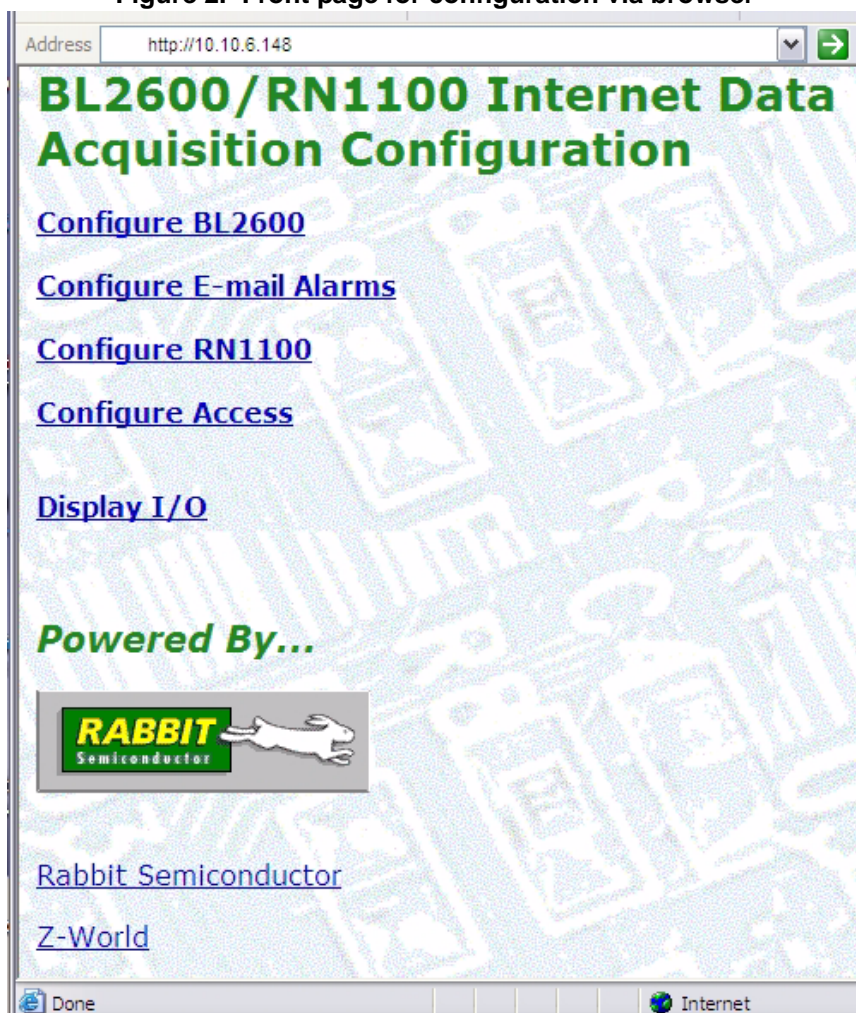 Figure 2. Front page for configuration via browser
Address http://10.10.6.148
BL2600/RN1100 Internet Data
Acquisition Configuration
Configure BL2600
Configure E-mail Alarms
Configure RN1100
Configure Access
Display I/O
Powered By...
RABBIT
Semiconductor
Rabbit Semiconductor
Z-World
Done Internet